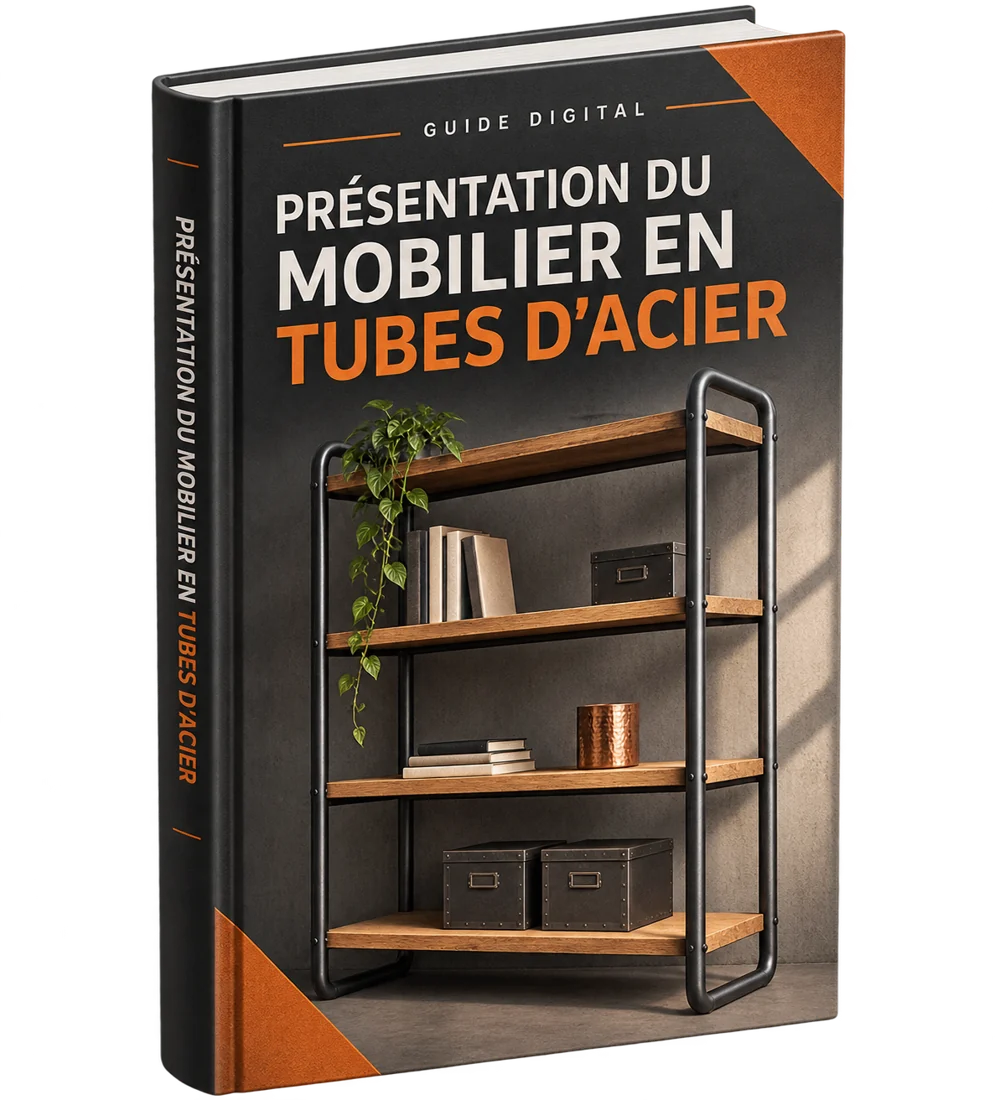 GUIDE DIGITAL
PRÉSENTATION DU
MOBILIER EN
TUBES D'ACIER
PRÉSENTATION DU MOBILIER EN TUBES D'ACIER